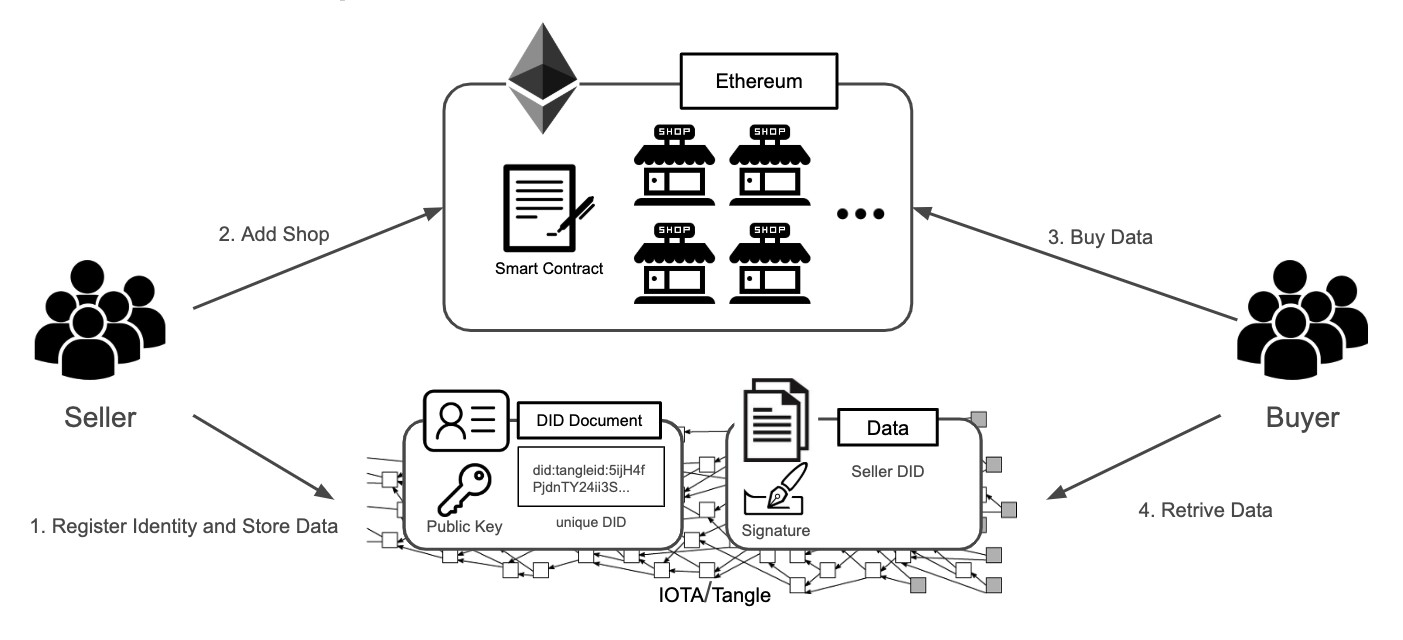 Ethereum
SHOP
SHOP
2. Add Shop
SHOP
SHOP
3. Buy Data
Smart Contract
Seller
Buyer
DID Document
Data
did:tangleid:5ijH4f
PjdnTY24ii3S...
Seller DID
Public Key
unique DID
Signature
1. Register Identity and Store Data
4. Retrive Data
IOTA/Tangle